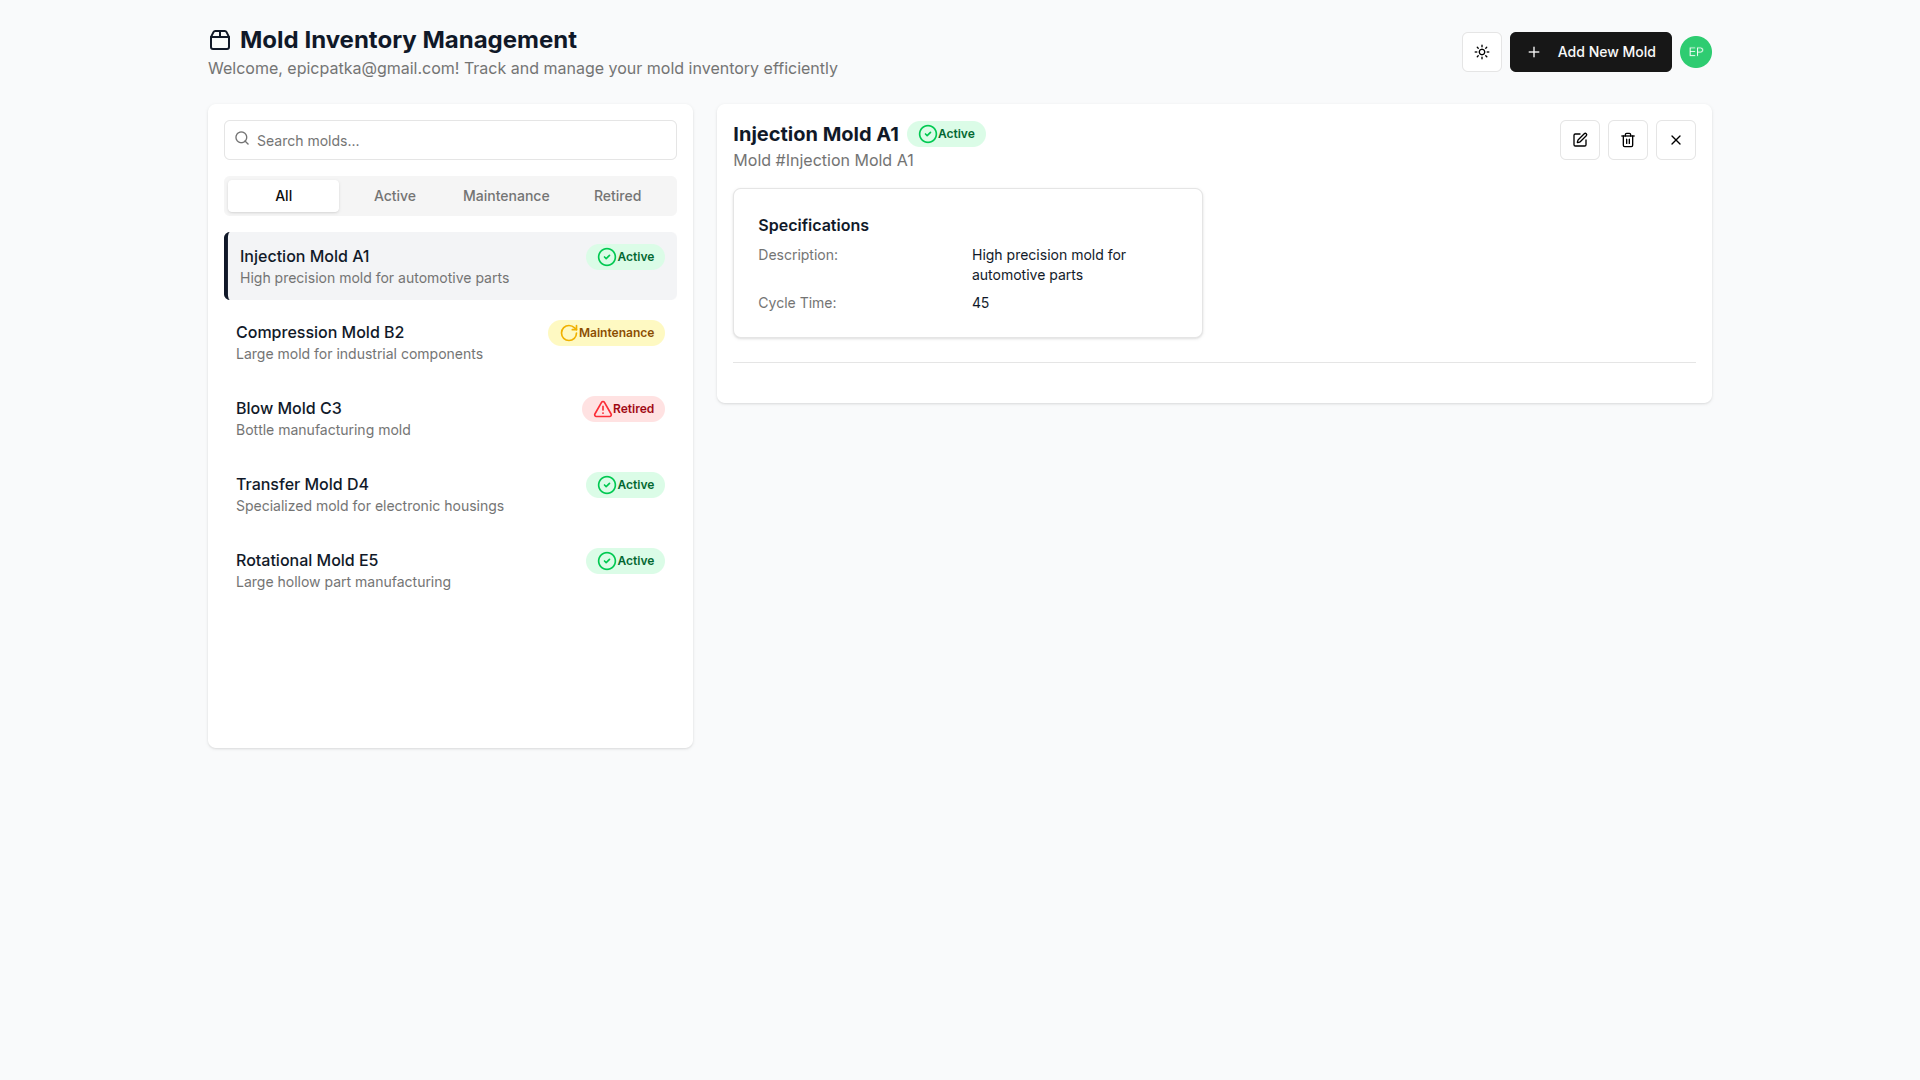 Mold Inventory Management
Welcome, epicpatka@gmail.com! Track and manage your mold inventory efficiently
Add New Mold
EP
Search molds...
All
Active
Maintenance
Retired
Injection Mold A1
Active
High precision mold for automotive parts
Compression Mold B2
Maintenance
Large mold for industrial components
Blow Mold C3
Retired
Bottle manufacturing mold
Transfer Mold D4
Active
Specialized mold for electronic housings
Rotational Mold E5
Active
Large hollow part manufacturing
Injection Mold A1
Active
Mold #Injection Mold A1
Specifications
Description:
High precision mold for
automotive parts
Cycle Time:
45